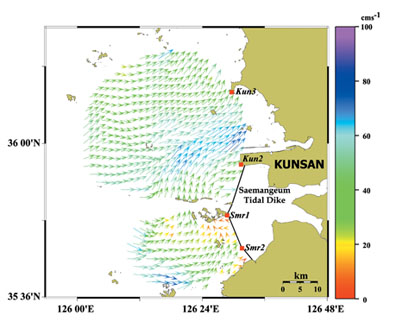 cms-1
100
80
60
40
20
0
Kun3
36 00'N
Kun2
KUNSAN
Saemangeum
Tidal Dike
Smr1
Smr2
km
0 5 10
35 36'N
126 00'E
126 24'E
126 48'E